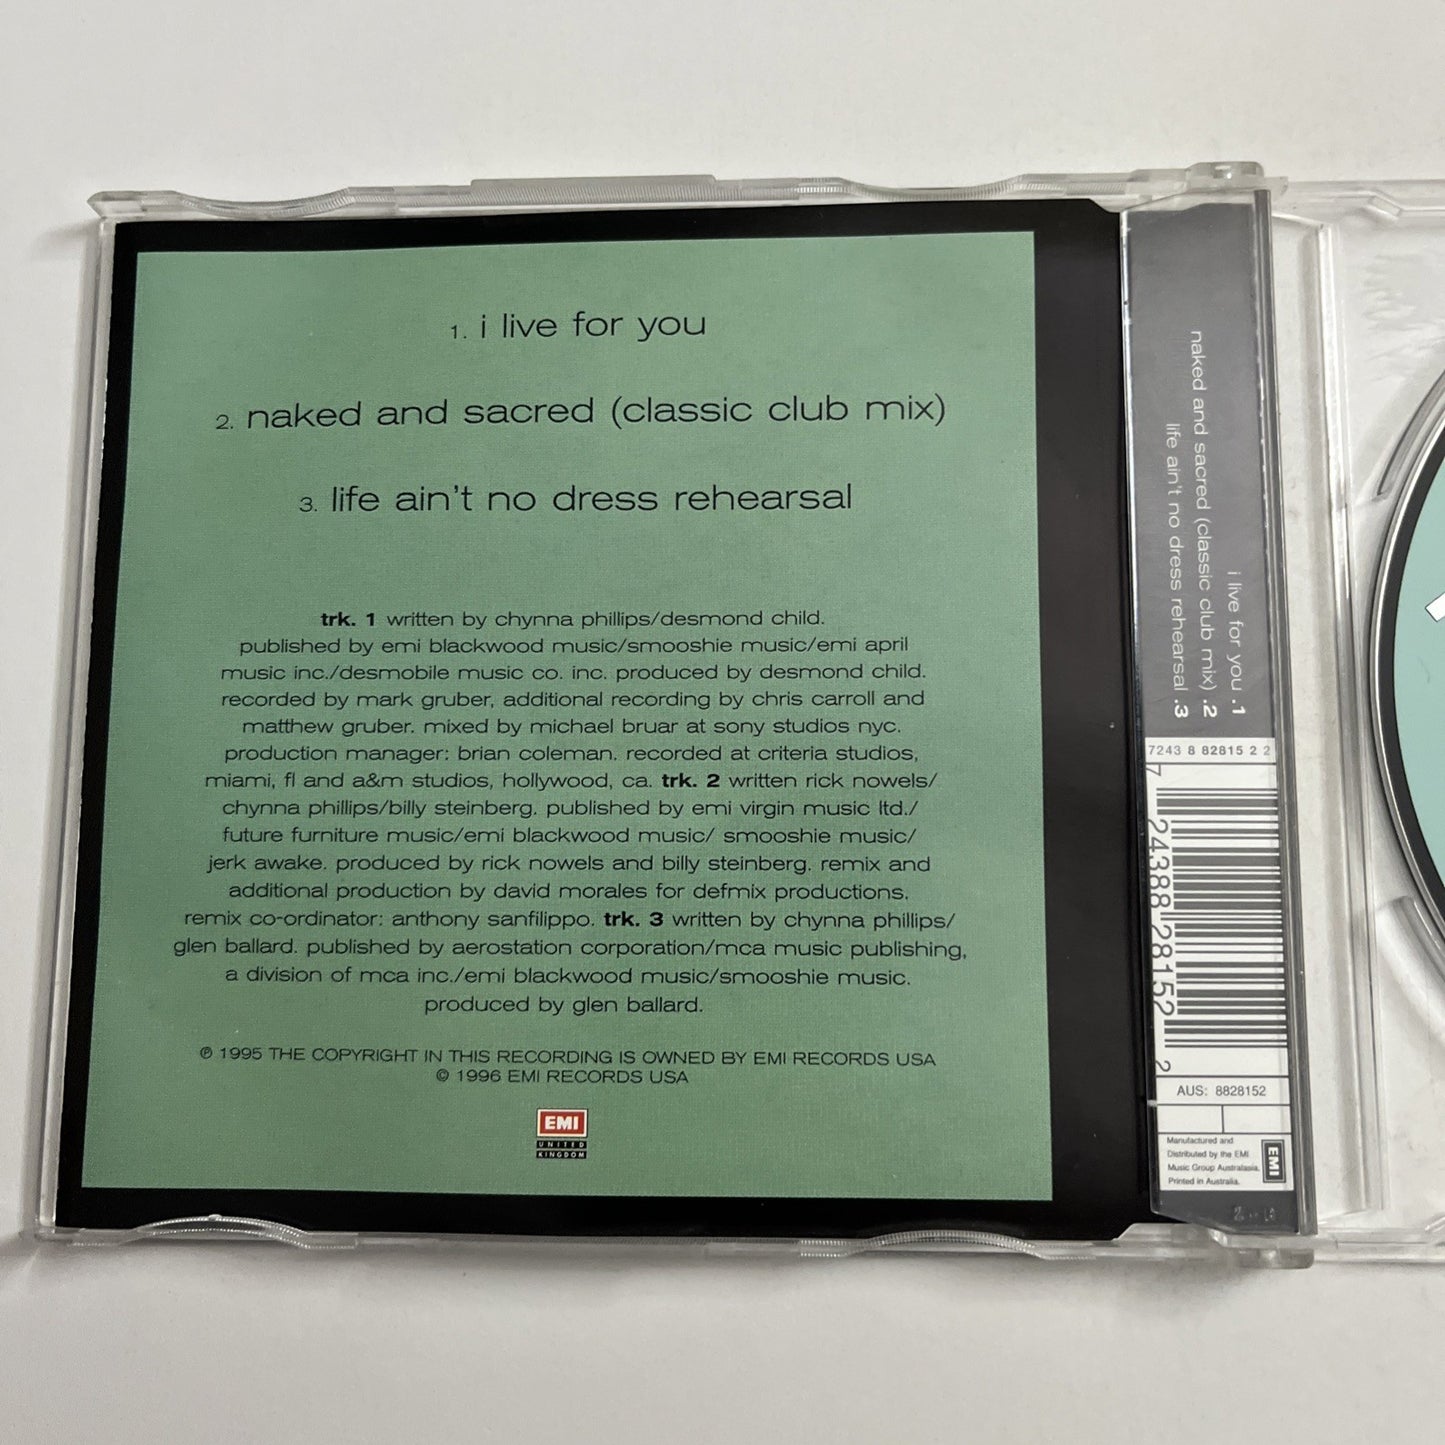 1. i live for you
2. naked and sacred (classic club mix)
3. life ain't no dress rehearsal
trk. 1 written by chynna phillips/desmond child.
published by emi blackwood music/smooshie music/emi april
music inc./desmobile music co. inc. produced by desmond child.
recorded by mark gruber, additional recording by chris carroll and
matthew gruber. mixed by michael bruar at sony studios nyc.
production manager: brian coleman. recorded at criteria studios,
miami, fl and a&m studios, hollywood, ca. trk. 2 written rick nowels/
chynna phillips/billy steinberg. published by emi virgin music ltd./
future furniture music/emi blackwood music/ smooshie music/
jerk awake. produced by rick nowels and billy steinberg. remix and
additional production by david morales for defmix productions.
remix co-ordinator: anthony sanfilippo. trk. 3 written by chynna phillips/
glen ballard. published by aerostation corporation/mca music publishing,
a division of mca inc./emi blackwood music/smooshie music.
produced by glen ballard.
℗ 1995 THE COPYRIGHT IN THIS RECORDING IS OWNED BY EMI RECORDS USA
© 1996 EMI RECORDS USA
EMI
UNITED
KINGDOM
i live for you .1
naked and sacred (classic club mix) .2
life ain't no dress rehearsal .3
7243 8 82815 2 2
7 24388 28152 2
AUS: 8828152
Manufactured and
Distributed by the EMI
Music Group Australasia.
Printed in Australia.
EMI